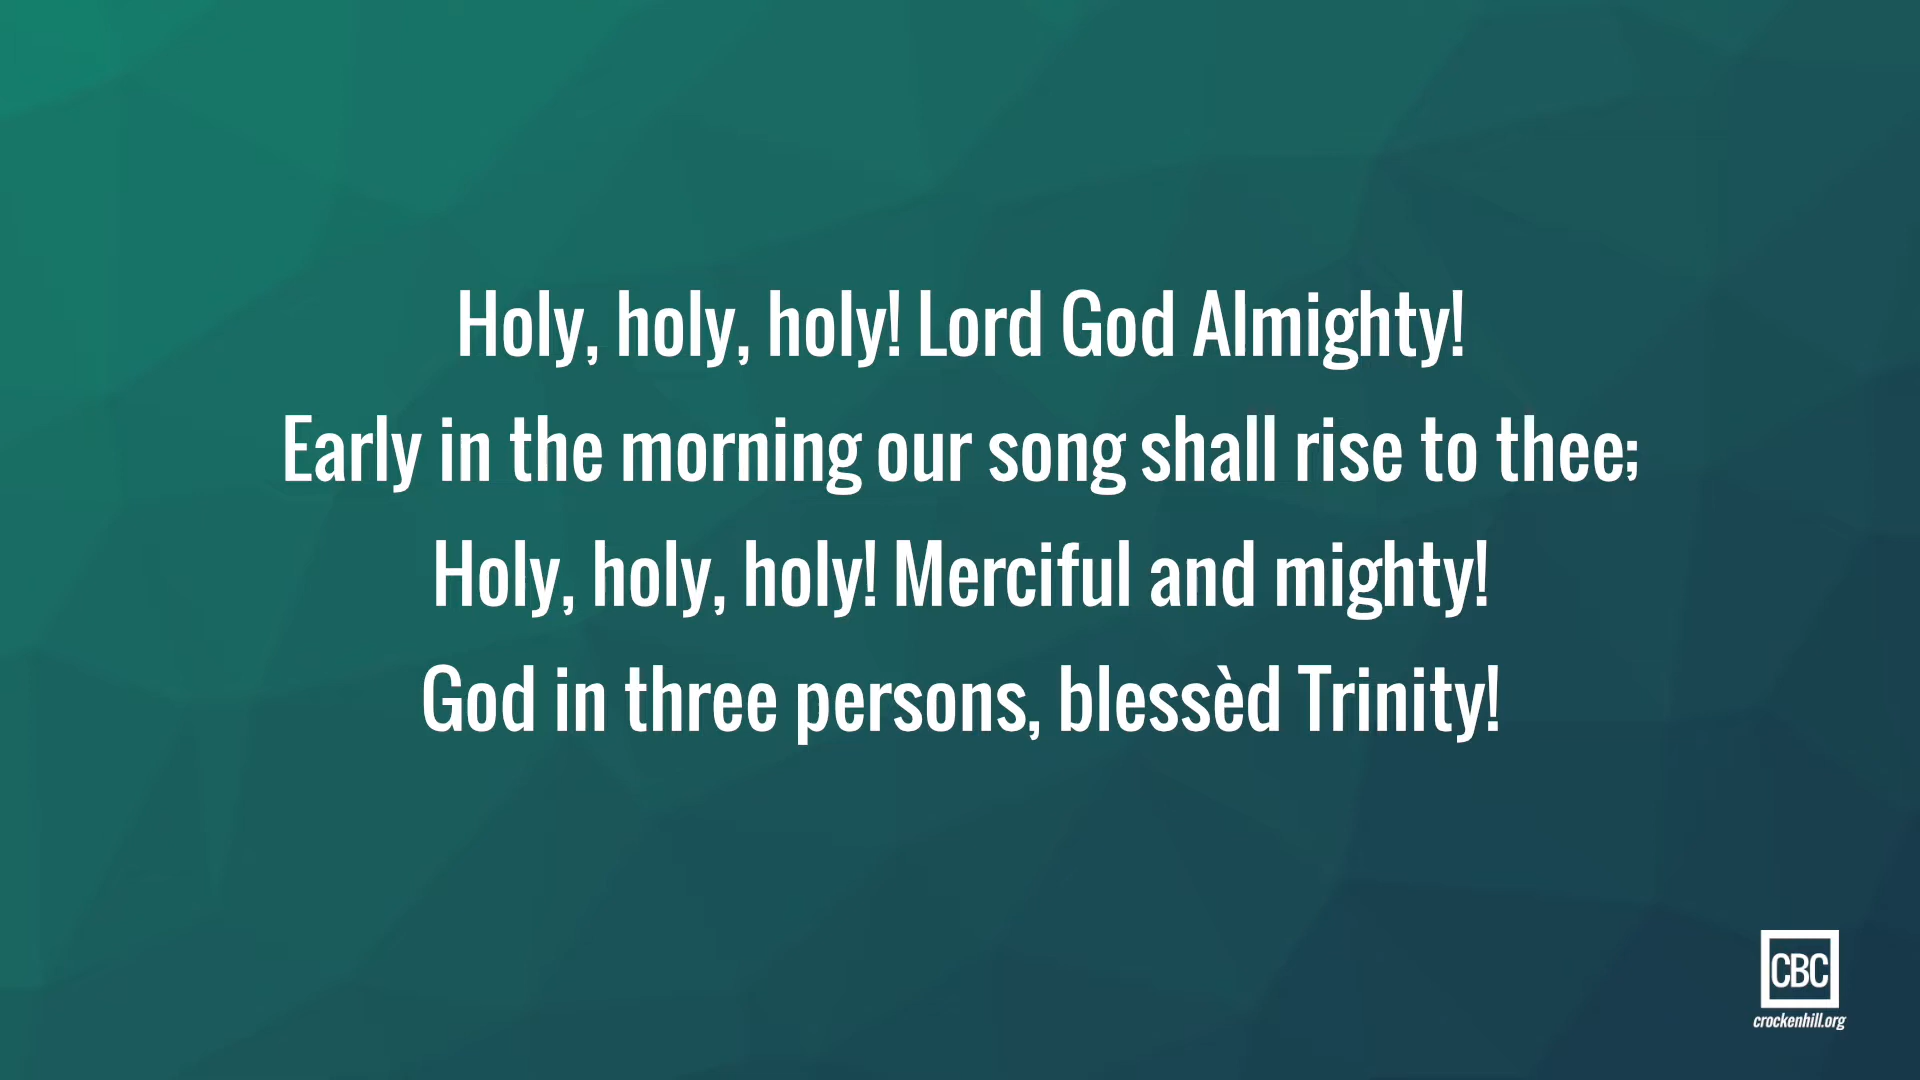 Holy, holy, holy! Lord God Almighty!
Early in the morning our song shall rise to thee;
Holy, holy, holy! Merciful and mighty!
God in three persons, blessèd Trinity!
CBC
crockenhill.org